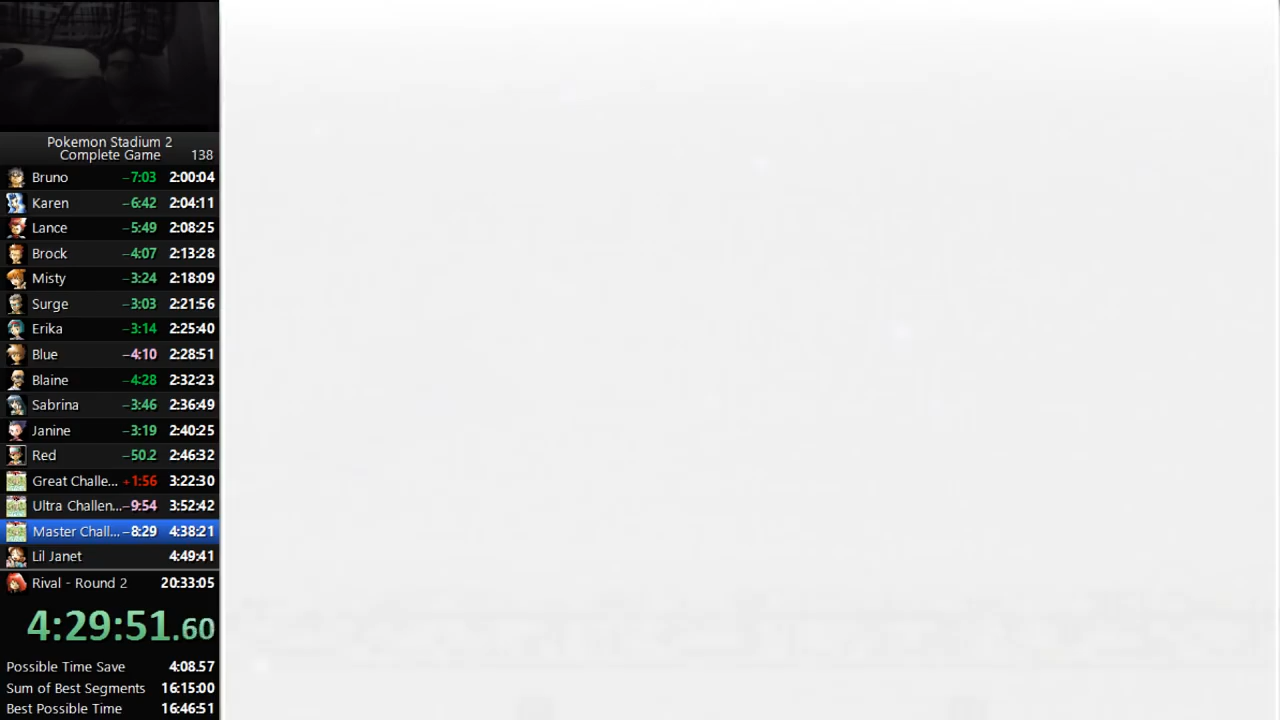 Pokemon Stadium 2
Complete Game 138
Bruno −7:03 2:00:04
Karen −6:42 2:04:11
Lance −5:49 2:08:25
Brock −4:07 2:13:28
Misty −3:24 2:18:09
Surge −3:03 2:21:56
Erika −3:14 2:25:40
Blue −4:10 2:28:51
Blaine −4:28 2:32:23
Sabrina −3:46 2:36:49
Janine −3:19 2:40:25
Red −50.2 2:46:32
Great Challe... +1:56 3:22:30
Ultra Challen... −9:54 3:52:42
Master Chall... −8:29 4:38:21
Lil Janet 4:49:41
Rival - Round 2 20:33:05
4:29:51.60
Possible Time Save 4:08.57
Sum of Best Segments 16:15:00
Best Possible Time 16:46:51